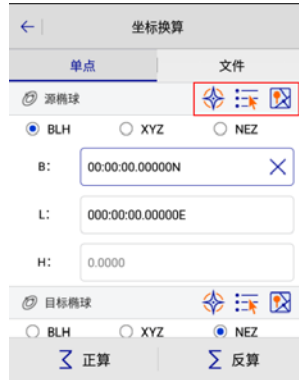 坐标换算
单点 文件
源椭球
BLH XYZ NEZ
B: 00:00:00.00000N
L: 000:00:00.00000E
H: 0.0000
目标椭球
BLH XYZ NEZ
正算 反算